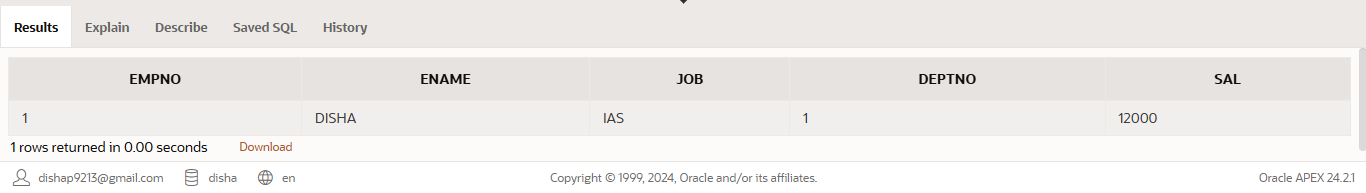 Results Explain Describe Saved SQL History
EMPNO ENAME JOB DEPTNO SAL
1 DISHA IAS 1 12000
1 rows returned in 0.00 seconds Download
dishap9213@gmail.com disha en Copyright © 1999, 2024, Oracle and/or its affiliates. Oracle APEX 24.2.1